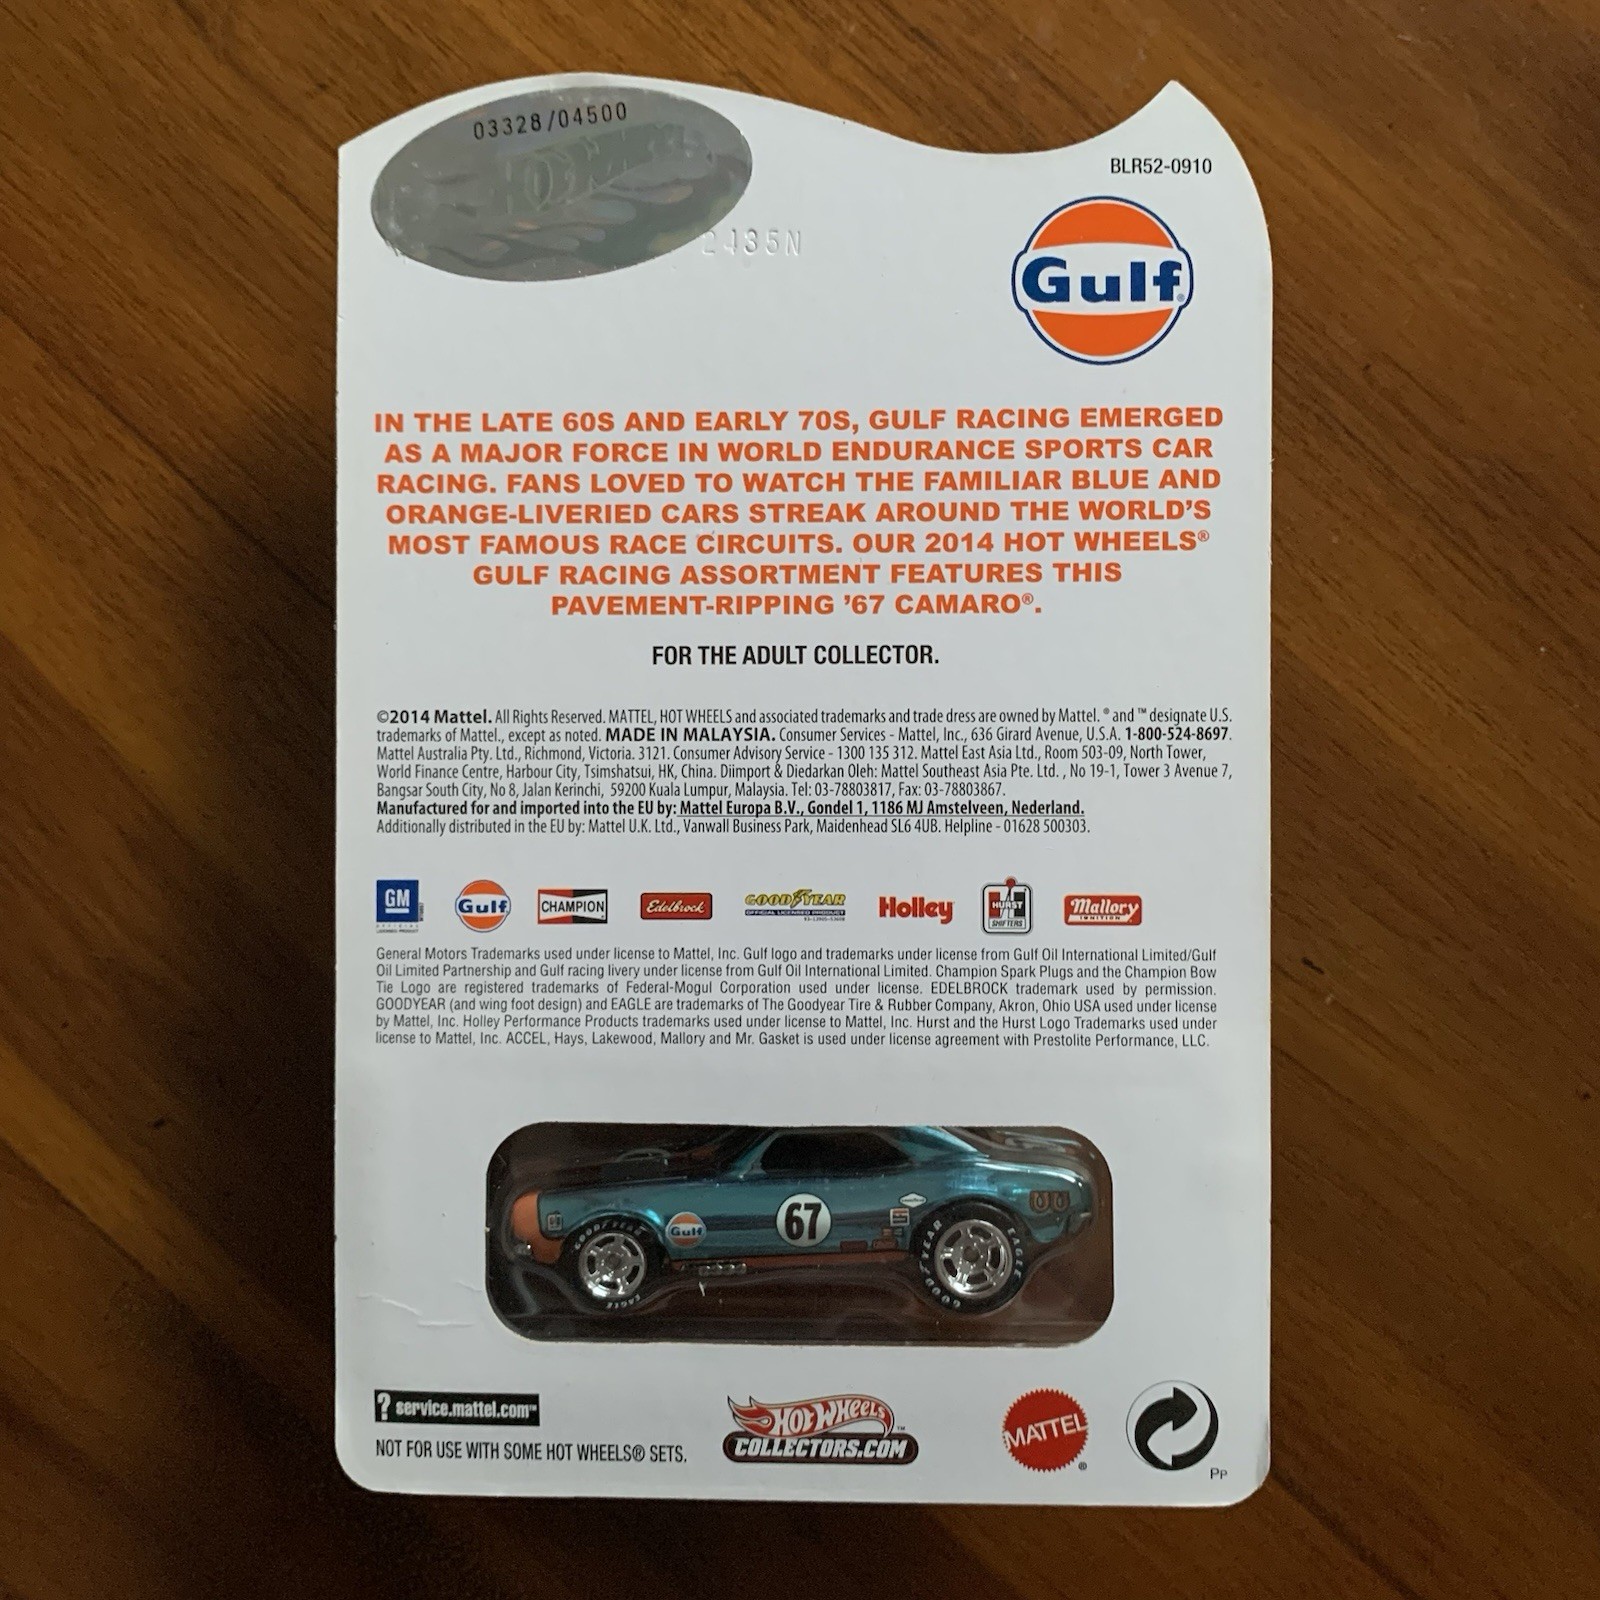 03328/04500
BLR52-0910
2435N
Gulf®
IN THE LATE 60S AND EARLY 70S, GULF RACING EMERGED
AS A MAJOR FORCE IN WORLD ENDURANCE SPORTS CAR
RACING. FANS LOVED TO WATCH THE FAMILIAR BLUE AND
ORANGE-LIVERIED CARS STREAK AROUND THE WORLD'S
MOST FAMOUS RACE CIRCUITS. OUR 2014 HOT WHEELS®
GULF RACING ASSORTMENT FEATURES THIS
PAVEMENT-RIPPING '67 CAMARO®.
FOR THE ADULT COLLECTOR.
©2014 Mattel. All Rights Reserved. MATTEL, HOT WHEELS and associated trademarks and trade dress are owned by Mattel. ® and ™ designate U.S.
trademarks of Mattel., except as noted. MADE IN MALAYSIA. Consumer Services - Mattel, Inc., 636 Girard Avenue, U.S.A. 1-800-524-8697.
Mattel Australia Pty. Ltd., Richmond, Victoria. 3121. Consumer Advisory Service - 1300 135 312. Mattel East Asia Ltd., Room 503-09, North Tower,
World Finance Centre, Harbour City, Tsimshatsui, HK, China. Diimport & Diedarkan Oleh: Mattel Southeast Asia Pte. Ltd. , No 19-1, Tower 3 Avenue 7,
Bangsar South City, No 8, Jalan Kerinchi, 59200 Kuala Lumpur, Malaysia. Tel: 03-78803817, Fax: 03-78803867.
Manufactured for and imported into the EU by: Mattel Europa B.V., Gondel 1, 1186 MJ Amstelveen, Nederland.
Additionally distributed in the EU by: Mattel U.K. Ltd., Vanwall Business Park, Maidenhead SL6 4UB. Helpline - 01628 500303.
GM Gulf CHAMPION Edelbrock GOODYEAR Holley HURST Mallory
OFFICIAL LICENSED PRODUCT SHIFTERS IGNITION
General Motors Trademarks used under license to Mattel, Inc. Gulf logo and trademarks under license from Gulf Oil International Limited/Gulf
Oil Limited Partnership and Gulf racing livery under license from Gulf Oil International Limited. Champion Spark Plugs and the Champion Bow
Tie Logo are registered trademarks of Federal-Mogul Corporation used under license. EDELBROCK trademark used by permission.
GOODYEAR (and wing foot design) and EAGLE are trademarks of The Goodyear Tire & Rubber Company, Akron, Ohio USA used under license
by Mattel, Inc. Holley Performance Products trademarks used under license to Mattel, Inc. Hurst and the Hurst Logo Trademarks used under
license to Mattel, Inc. ACCEL, Hays, Lakewood, Mallory and Mr. Gasket is used under license agreement with Prestolite Performance, LLC.
Gulf 67
GOODYEAR EAGLE GOODYEAR EAGLE
? service.mattel.com™
NOT FOR USE WITH SOME HOT WHEELS® SETS.
HOT WHEELS™
COLLECTORS.COM
MATTEL®
PP